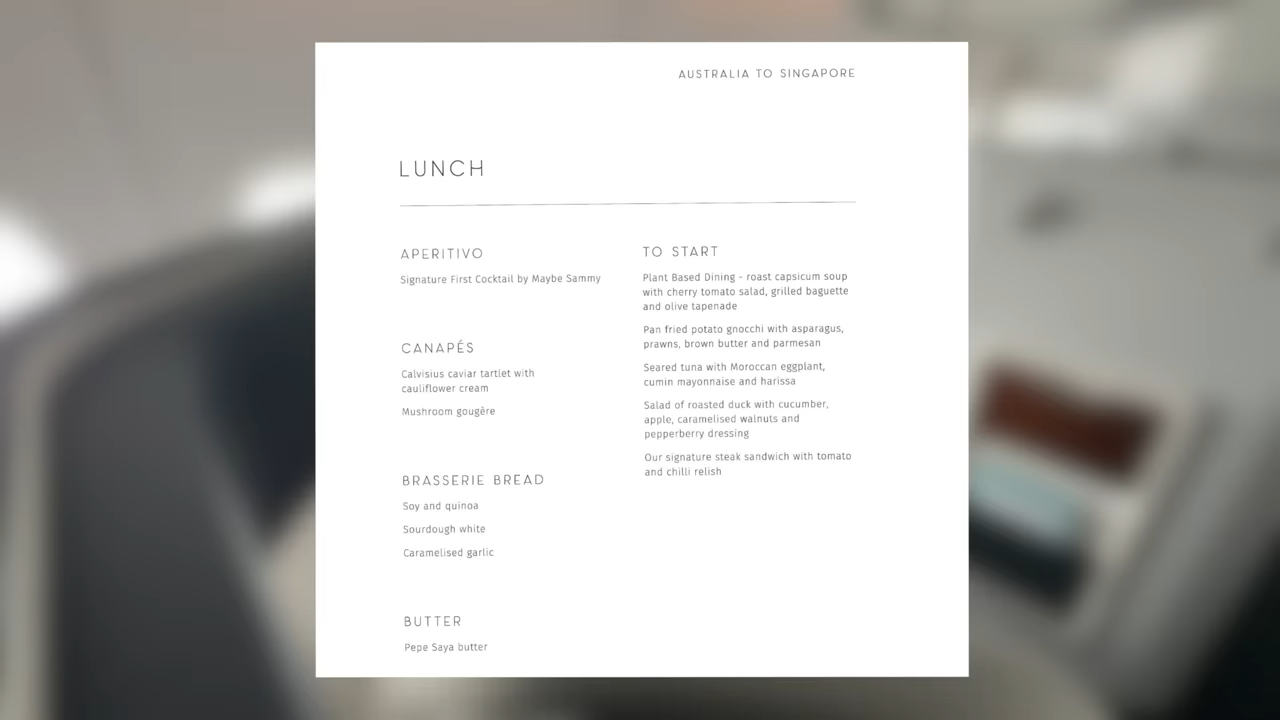 AUSTRALIA TO SINGAPORE
LUNCH
APERITIVO
Signature First Cocktail by Maybe Sammy
CANAPÉS
Calvisius caviar tartlet with
cauliflower cream
Mushroom gougère
BRASSERIE BREAD
Soy and quinoa
Sourdough white
Caramelised garlic
BUTTER
Pepe Saya butter
TO START
Plant Based Dining - roast capsicum soup
with cherry tomato salad, grilled baguette
and olive tapenade
Pan fried potato gnocchi with asparagus,
prawns, brown butter and parmesan
Seared tuna with Moroccan eggplant,
cumin mayonnaise and harissa
Salad of roasted duck with cucumber,
apple, caramelised walnuts and
pepperberry dressing
Our signature steak sandwich with tomato
and chilli relish